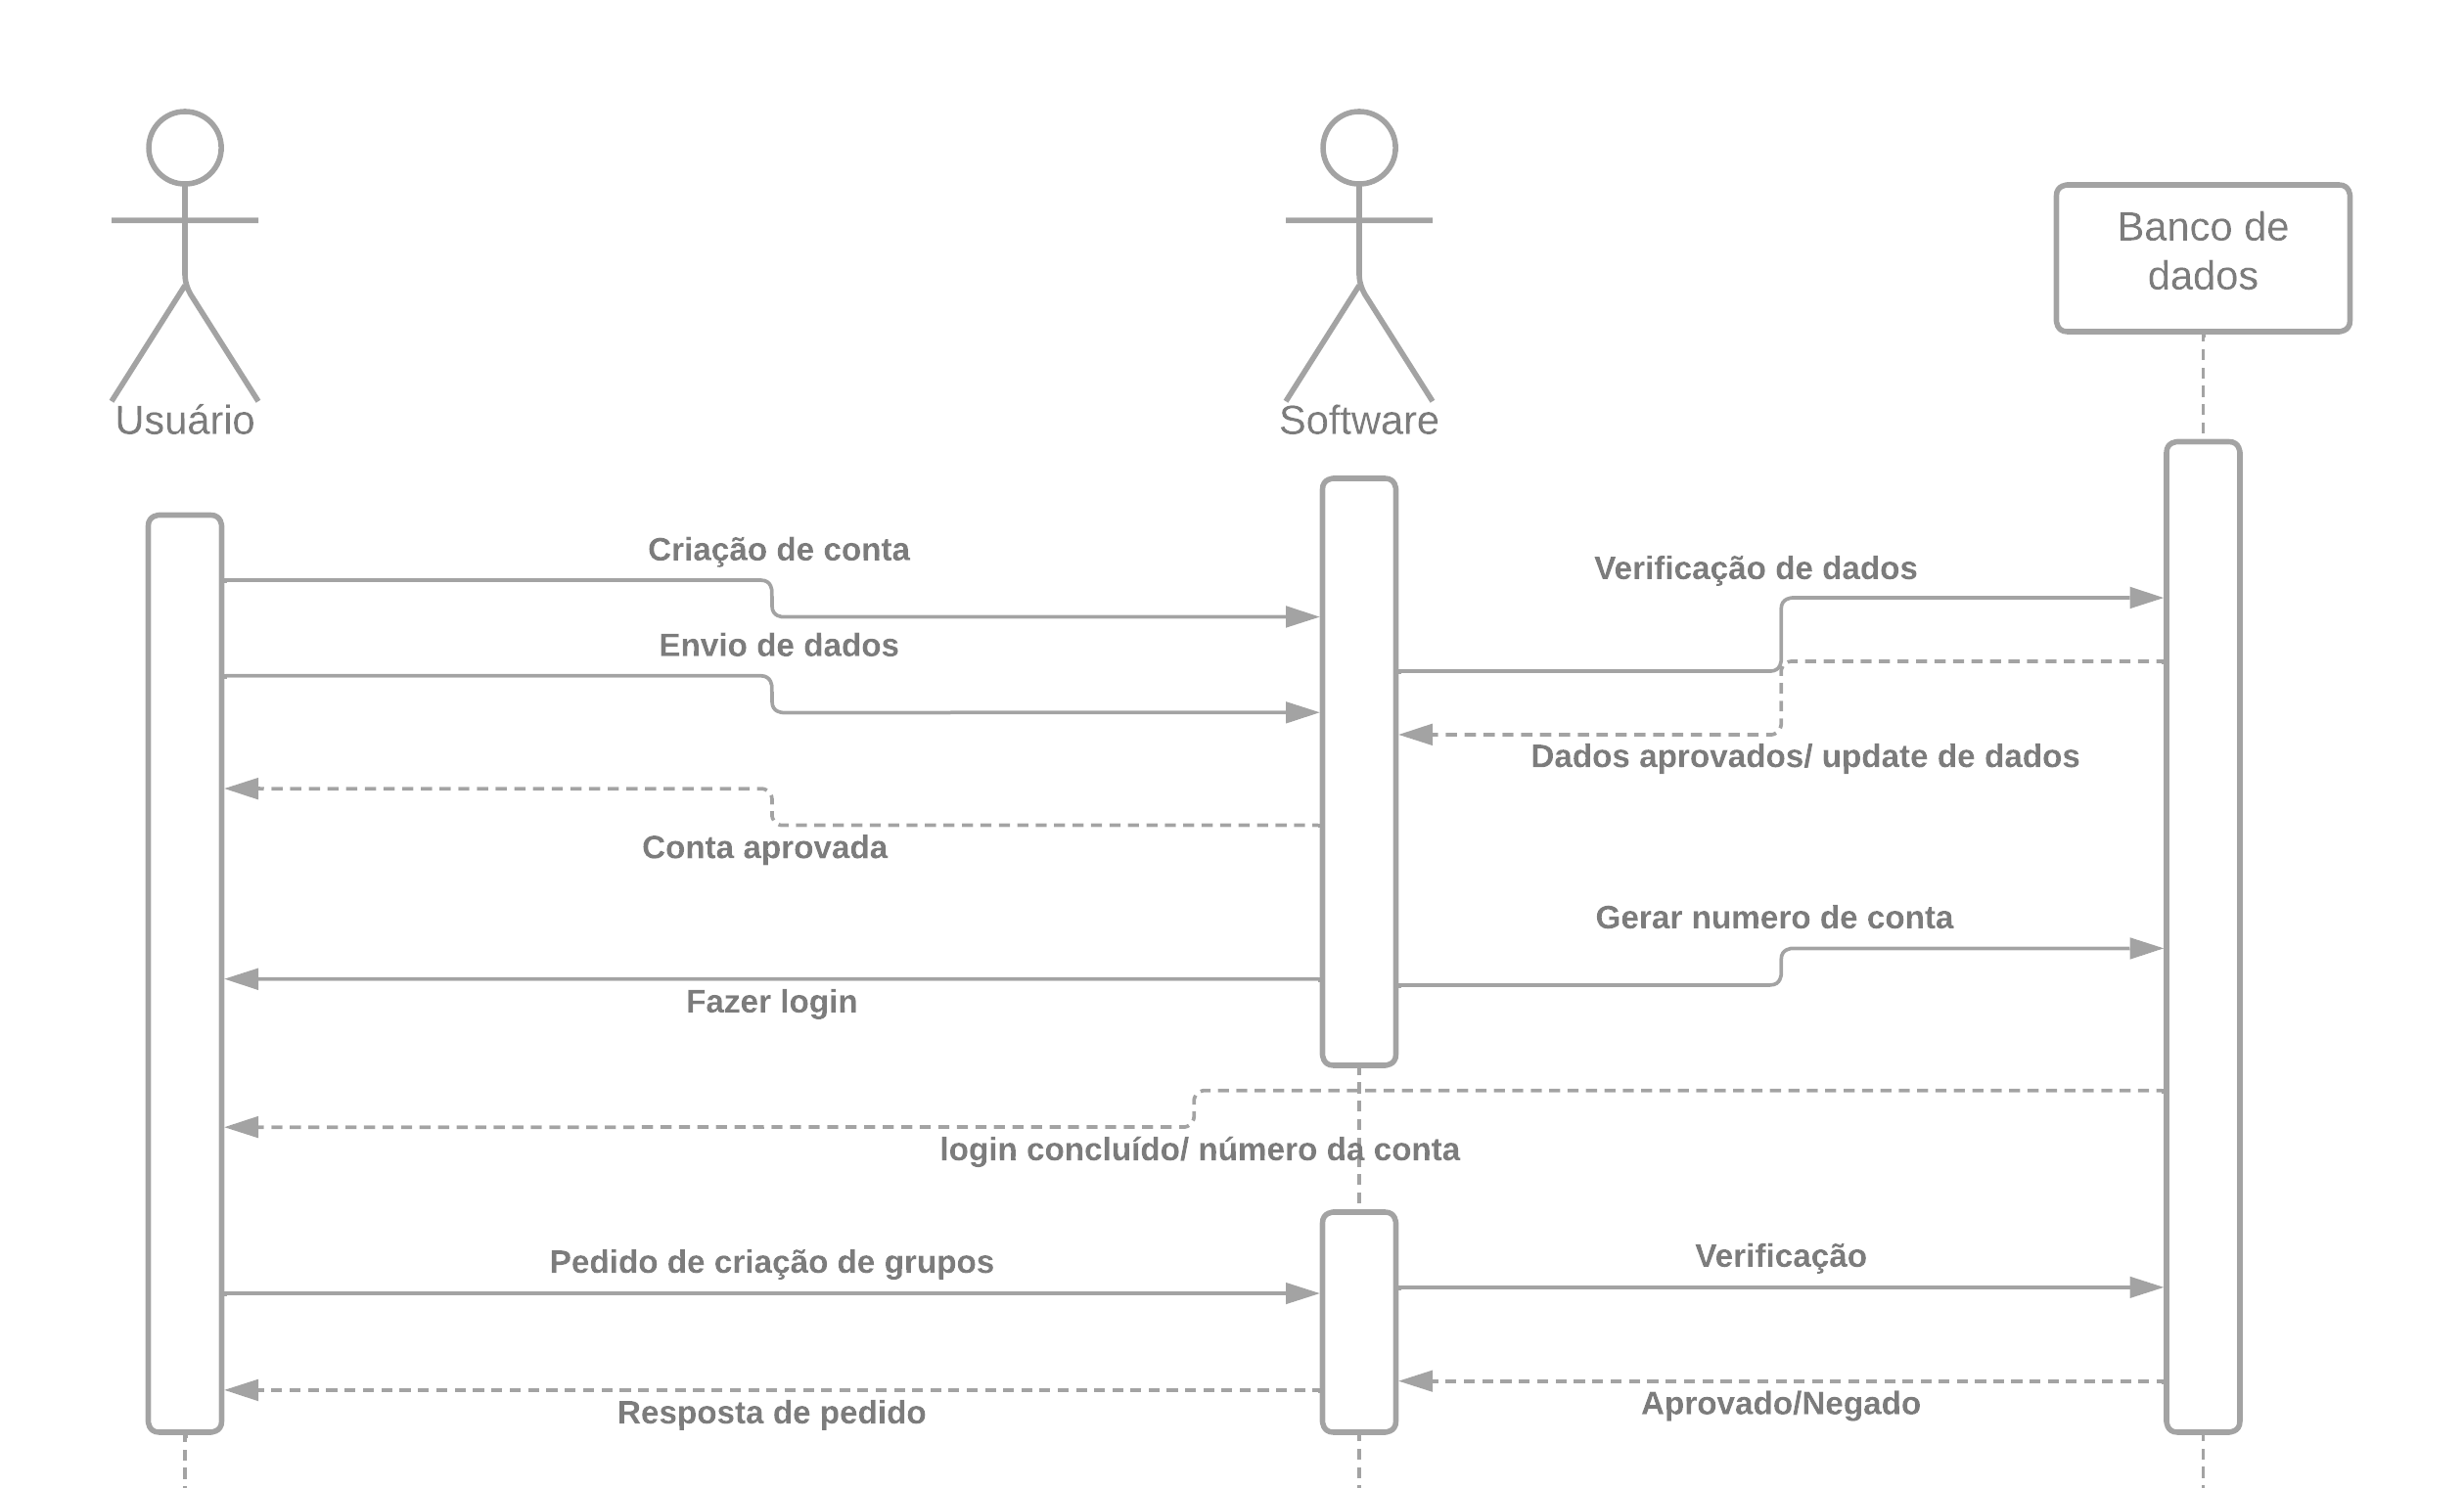 Usuário
Software
Banco de
dados
Criação de conta
Verificação de dados
Envio de dados
Dados aprovados/ update de dados
Conta aprovada
Gerar numero de conta
Fazer login
login concluído/ número da conta
Pedido de criação de grupos
Verificação
Aprovado/Negado
Resposta de pedido